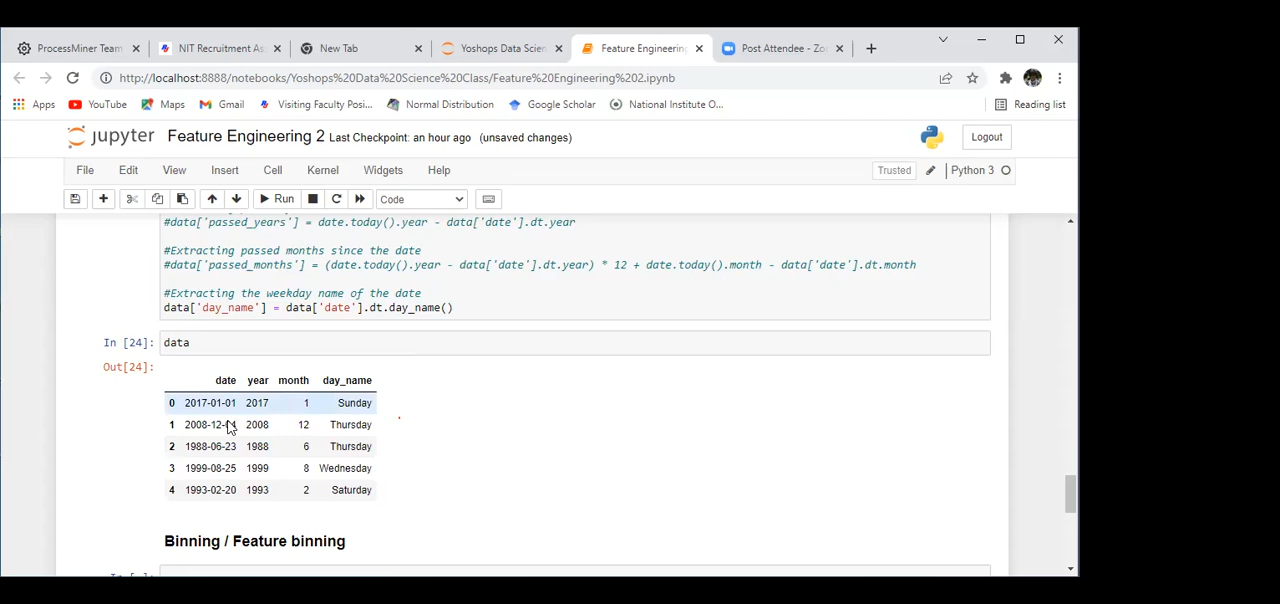 ProcessMiner Team
NIT Recruitment As
New Tab
Yoshops Data Scien
Feature Engineering
Post Attendee - Zoo
http://localhost:8888/notebooks/Yoshops%20Data%20Science%20Class/Feature%20Engineering%202.ipynb
Apps
YouTube
Maps
Gmail
Visiting Faculty Posi...
Normal Distribution
Google Scholar
National Institute O...
Reading list
jupyter Feature Engineering 2 Last Checkpoint: an hour ago (unsaved changes)
Logout
File Edit View Insert Cell Kernel Widgets Help
Trusted
Python 3
Run
Code
#data['passed_years'] = date.today().year - data['date'].dt.year
#Extracting passed months since the date
#data['passed_months'] = (date.today().year - data['date'].dt.year) * 12 + date.today().month - data['date'].dt.month
#Extracting the weekday name of the date
data['day_name'] = data['date'].dt.day_name()
In [24]: data
Out[24]:
date year month day_name
0 2017-01-01 2017 1 Sunday
1 2008-12- 2008 12 Thursday
2 1988-06-23 1988 6 Thursday
3 1999-08-25 1999 8 Wednesday
4 1993-02-20 1993 2 Saturday
Binning / Feature binning